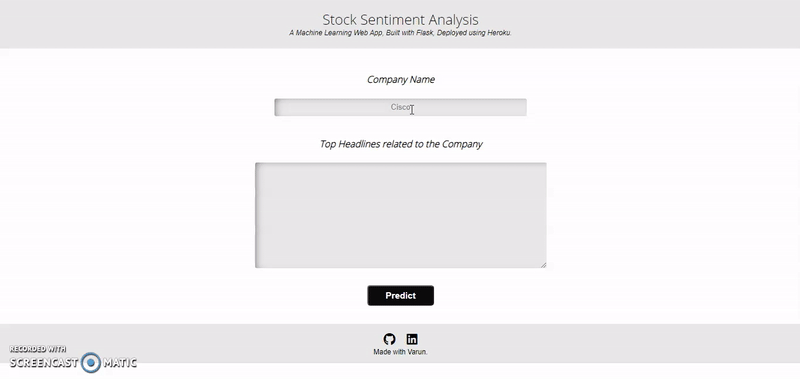 Stock Sentiment Analysis
A Machine Learning Web App, Built with Flask, Deployed using Heroku.
Company Name
Cisco
Top Headlines related to the Company
Predict
Made with Varun.
RECORDED WITH
SCREENCAST MATIC